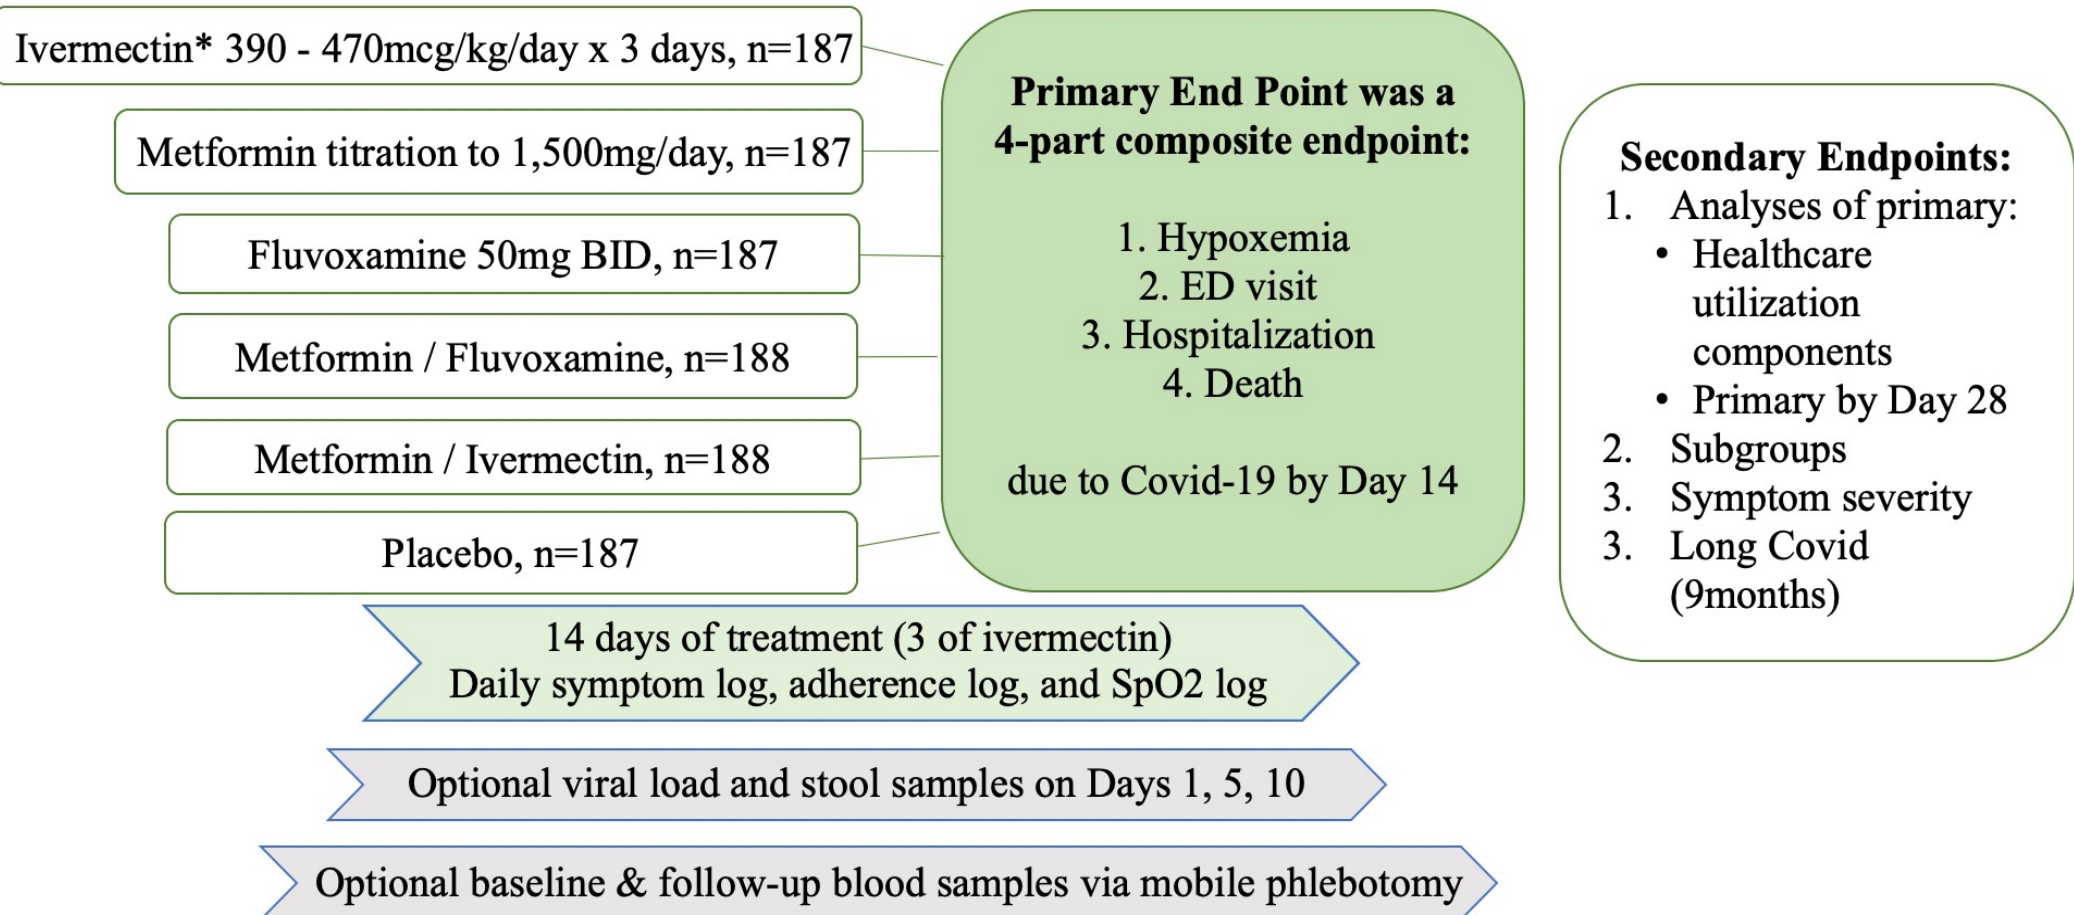 Ivermectin* 390 - 470mcg/kg/day x 3 days, n=187
Metformin titration to 1,500mg/day, n=187
Fluvoxamine 50mg BID, n=187
Metformin / Fluvoxamine, n=188
Metformin / Ivermectin, n=188
Placebo, n=187
Primary End Point was a
4-part composite endpoint:
1. Hypoxemia
2. ED visit
3. Hospitalization
4. Death
due to Covid-19 by Day 14
Secondary Endpoints:
1. Analyses of primary:
• Healthcare
utilization
components
• Primary by Day 28
2. Subgroups
3. Symptom severity
3. Long Covid
(9months)
14 days of treatment (3 of ivermectin)
Daily symptom log, adherence log, and SpO2 log
Optional viral load and stool samples on Days 1, 5, 10
Optional baseline & follow-up blood samples via mobile phlebotomy